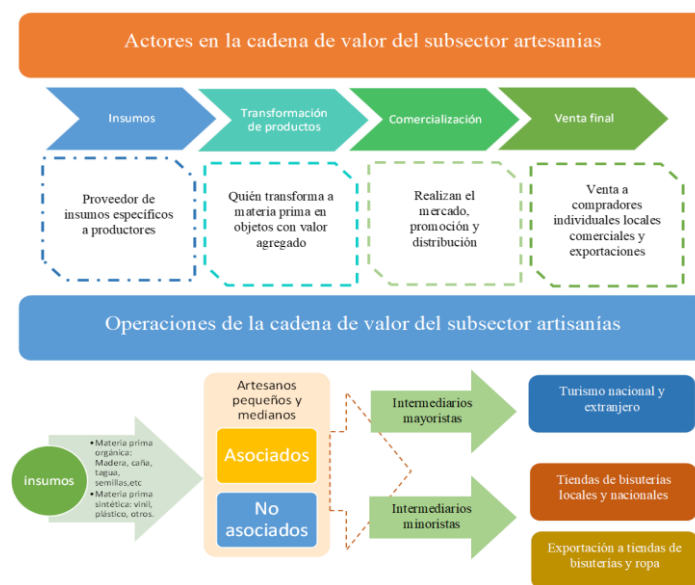 Actores en la cadena de valor del subsector artesanías
Insumos
Transformación
de productos
Comercialización
Venta final
Proveedor de
insumos específicos
a productores
Quién transforma a
materia prima en
objetos con valor
agregado
Realizan el
mercado,
promoción y
distribución
Venta a
compradores
individuales locales
comerciales y
exportaciones
Operaciones de la cadena de valor del subsector artisanías
insumos
•Materia prima
orgánica:
Madera, caña,
tagua,
semillas,etc
•Materia prima
sintética: vinil,
plástico, otros.
Artesanos
pequeños y
medianos
Asociados
No
asociados
Intermediarios
mayoristas
Intermediarios
minoristas
Turismo nacional y
extranjero
Tiendas de bisuterías
locales y nacionales
Exportación a tiendas de
bisuterías y ropa